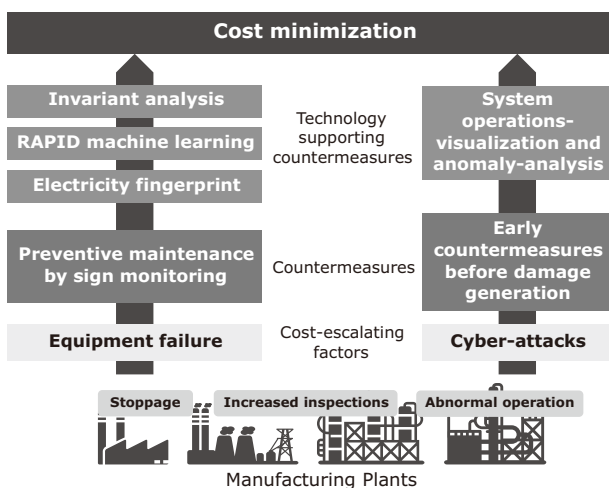 Cost minimization
Invariant analysis
RAPID machine learning
Electricity fingerprint
Technology
supporting
countermeasures
System
operations-
visualization and
anomaly-analysis
Preventive maintenance
by sign monitoring
Countermeasures
Early
countermeasures
before damage
generation
Equipment failure
Cost-escalating
factors
Cyber-attacks
Stoppage
Increased inspections
Abnormal operation
Manufacturing Plants